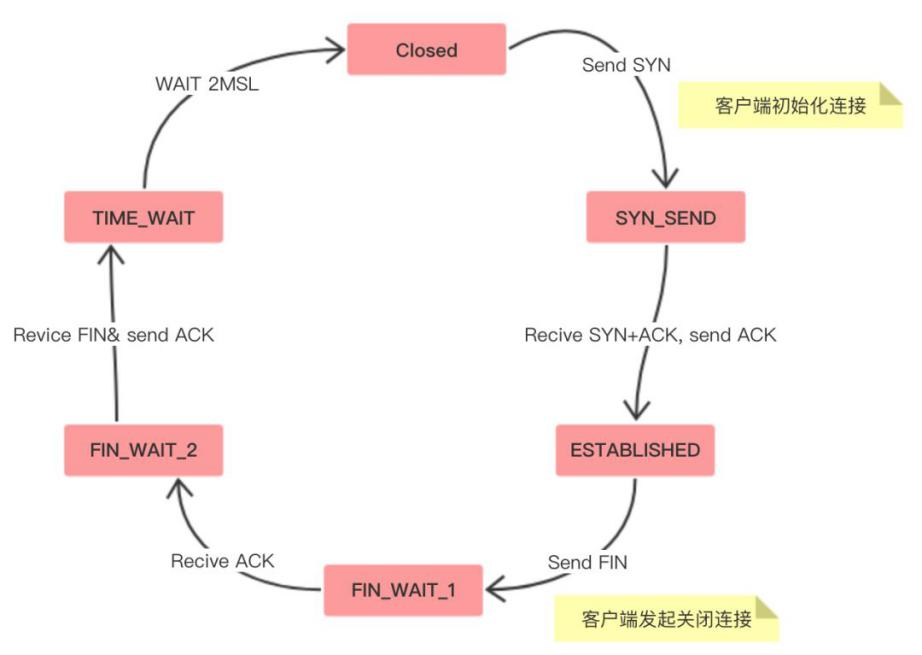 Closed
Send SYN
WAIT 2MSL
客户端初始化连接
TIME_WAIT
SYN_SEND
Revice FIN& send ACK
Recive SYN+ACK, send ACK
FIN_WAIT_2
ESTABLISHED
Recive ACK
Send FIN
FIN_WAIT_1
客户端发起关闭连接